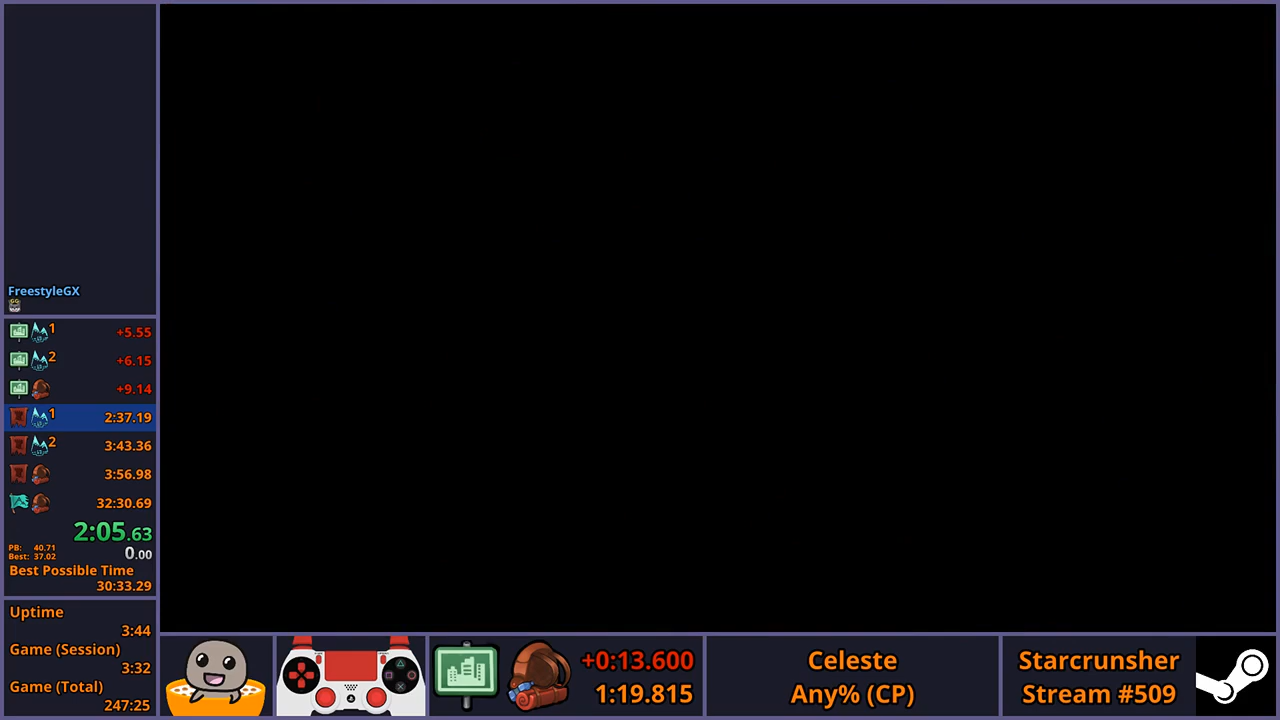 FreestyleGX
1 +5.55
2 +6.15
+9.14
1 2:37.19
2 3:43.36
3:56.98
32:30.69
2:05.63
PB: 40.71
Best: 37.02
0.00
Best Possible Time
30:33.29
Uptime
3:44
Game (Session)
3:32
Game (Total)
247:25
+0:13.600
1:19.815
Celeste
Any% (CP)
Starcrunsher
Stream #509